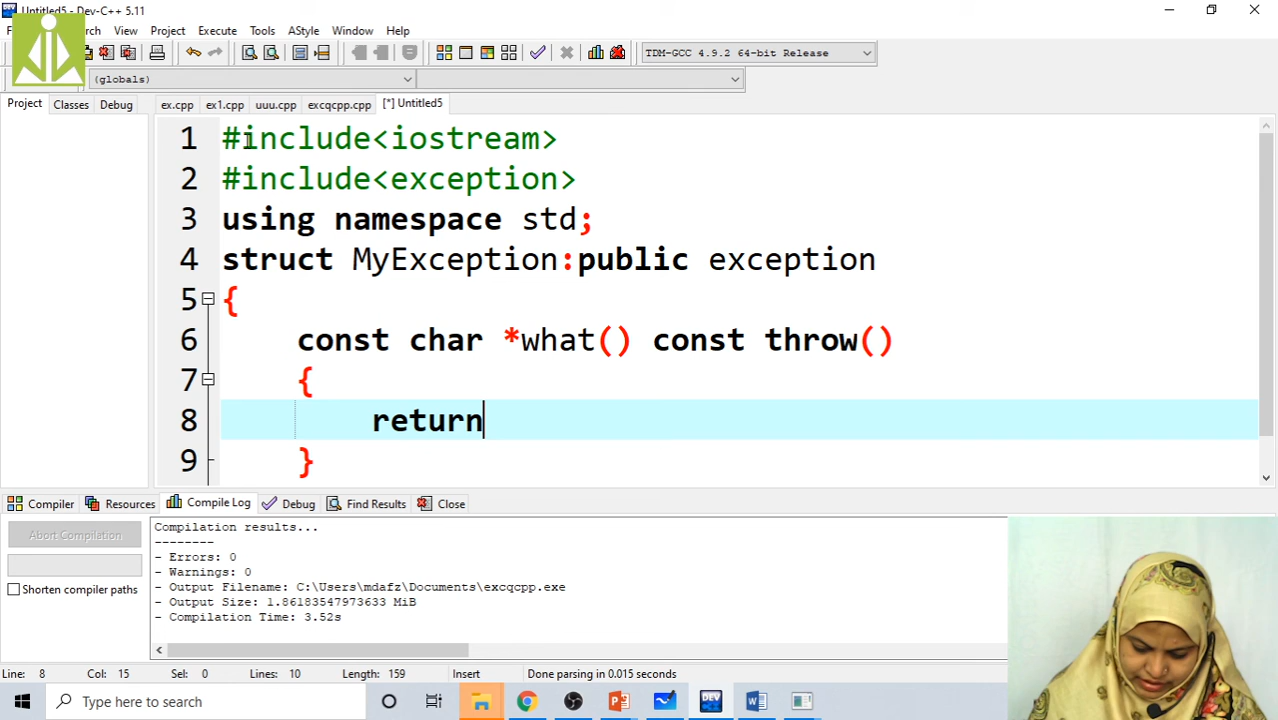 Untitled5 - Dev-C++ 5.11
View Project Execute Tools AStyle Window Help
TDM-GCC 4.9.2 64-bit Release
(globals)
Project Classes Debug
ex.cpp ex1.cpp uuu.cpp excqcpp.cpp [*] Untitled5
1 #include<iostream>
2 #include<exception>
3 using namespace std;
4 struct MyException:public exception
5 {
6 const char *what() const throw()
7 {
8 return
9 }
Compiler Resources Compile Log Debug Find Results Close
Abort Compilation
Shorten compiler paths
Compilation results...
--------
- Errors: 0
- Warnings: 0
- Output Filename: C:\Users\mdafz\Documents\excqcpp.exe
- Output Size: 1.86183547973633 MiB
- Compilation Time: 3.52s
Line: 8 Col: 15 Sel: 0 Lines: 10 Length: 159 Insert Done parsing in 0.015 seconds
Type here to search
DEV